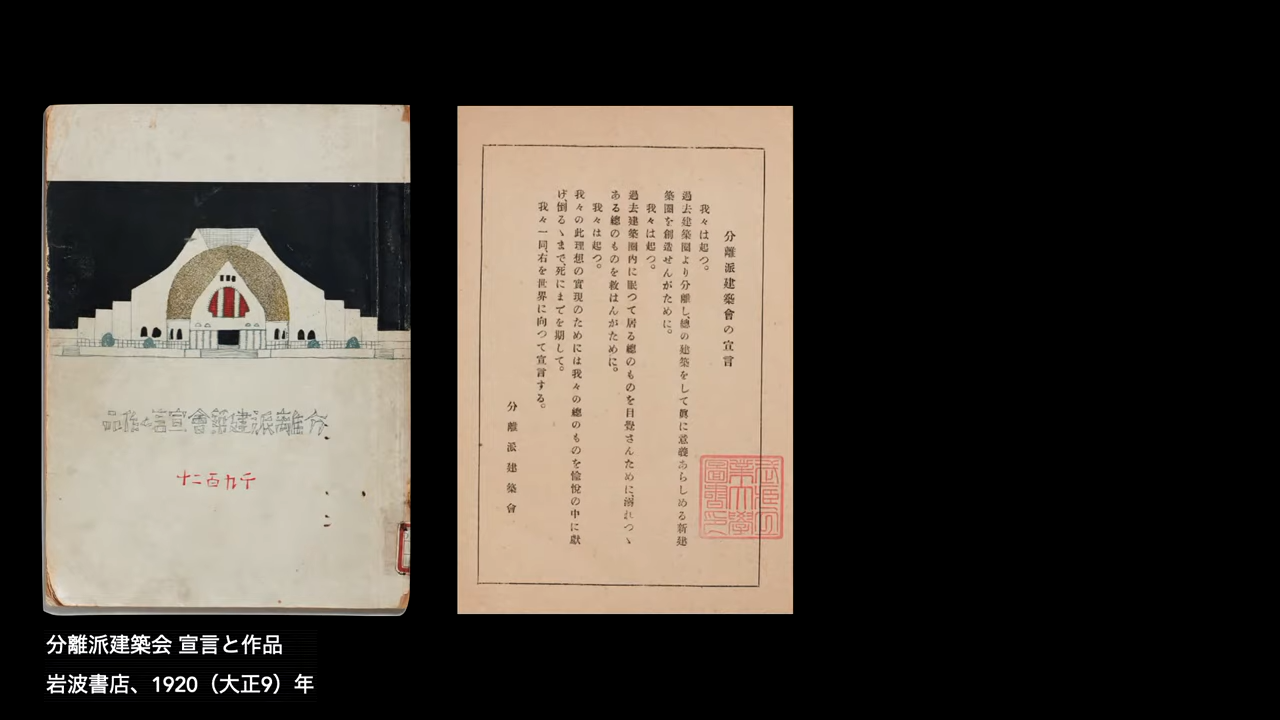 品作と言宣會築建派離分
十二百九千
分離派建築會の宣言
我々は起つ。
過去建築圈より分離し、總の建築をして眞に意義あらしめる新建
築圈を創造せんがために。
我々は起つ。
過去建築圈内に眠つて居る總のものを目覺さんために、溺れつゝ
ある總のものを救はんがために。
我々は起つ。
我々の此理想の實現のためには我々の總のものを愉悅の中に獻
げ、倒るゝまで、死にまでを期して。
我々一同、右を世界に向つて宣言する。
分離派建築會
分離派建築会 宣言と作品
岩波書店、1920（大正9）年